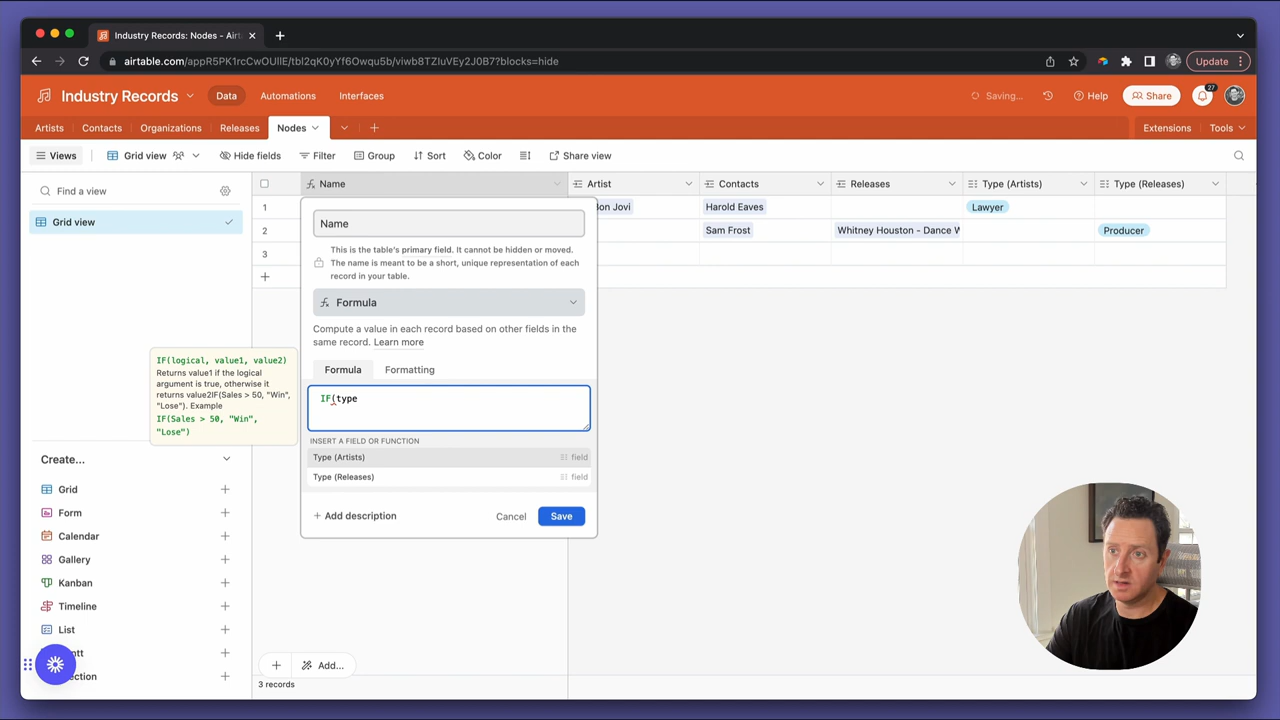 Industry Records: Nodes - Airt
airtable.com/appR5PK1rcCwOUIlE/tbl2qK0yYf6Owqu5b/viwb8TZIuVEy2J0B7?blocks=hide
Update
Industry Records
Data
Automations
Interfaces
Saving...
Help
Share
27
Artists
Contacts
Organizations
Releases
Nodes
Extensions
Tools
Views
Grid view
Hide fields
Filter
Group
Sort
Color
Share view
Find a view
Grid view
Name
Artist
Contacts
Releases
Type (Artists)
Type (Releases)
1
Bon Jovi
Harold Eaves
Lawyer
2
Sam Frost
Whitney Houston - Dance W
Producer
3
Name
This is the table's primary field. It cannot be hidden or moved.
The name is meant to be a short, unique representation of each
record in your table.
Formula
Compute a value in each record based on other fields in the
same record. Learn more
Formula
Formatting
IF(type
INSERT A FIELD OR FUNCTION
Type (Artists)
field
Type (Releases)
field
+ Add description
Cancel
Save
IF(logical, value1, value2)
Returns value1 if the logical
argument is true, otherwise it
returns value2IF(Sales > 50, "Win",
"Lose"). Example
IF(Sales > 50, "Win",
"Lose")
Create...
Grid
Form
Calendar
Gallery
Kanban
Timeline
List
ntt
ction
Add...
3 records